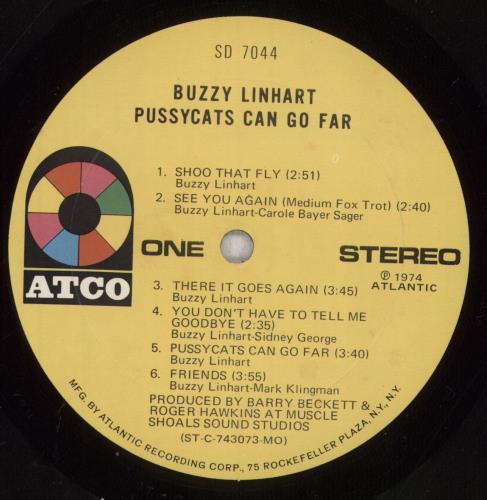 SD 7044
BUZZY LINHART
PUSSYCATS CAN GO FAR
1. SHOO THAT FLY (2:51)
Buzzy Linhart
2. SEE YOU AGAIN (Medium Fox Trot) (2:40)
Buzzy Linhart-Carole Bayer Sager
ONE
STEREO
Ⓟ 1974
ATLANTIC
ATCO
3. THERE IT GOES AGAIN (3:45)
Buzzy Linhart
4. YOU DON'T HAVE TO TELL ME
GOODBYE (2:35)
Buzzy Linhart-Sidney George
5. PUSSYCATS CAN GO FAR (3:40)
Buzzy Linhart
6. FRIENDS (3:55)
Buzzy Linhart-Mark Klingman
PRODUCED BY BARRY BECKETT &
ROGER HAWKINS AT MUSCLE
SHOALS SOUND STUDIOS
(ST-C-743073-MO)
MFG. BY ATLANTIC RECORDING CORP., 75 ROCKEFELLER PLAZA, N.Y., N.Y.